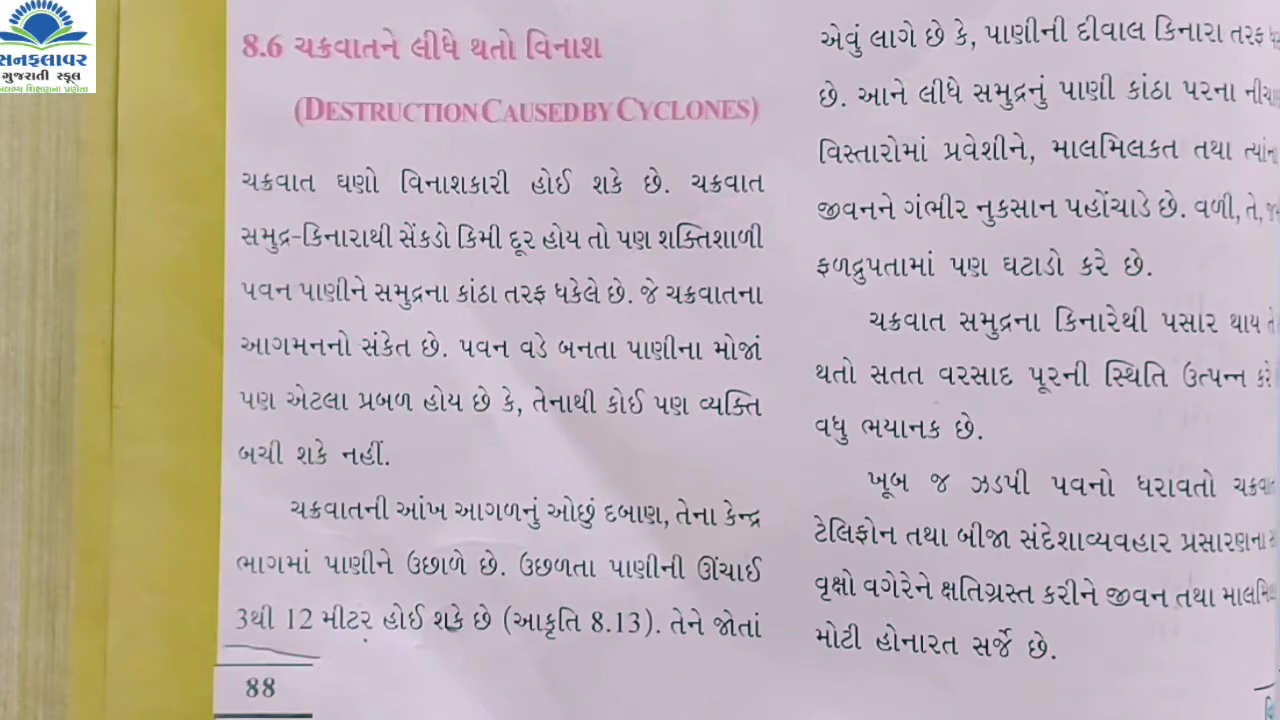 સનફલાવર
ગુજરાતી સ્કૂલ
8.6 ચક્રવાતને લીધે થતો વિનાશ
(DESTRUCTION CAUSED BY CYCLONES)
ચક્રવાત ઘણો વિનાશકારી હોઈ શકે છે. ચક્રવાત
સમુદ્ર-કિનારાથી સેંકડો કિમી દૂર હોય તો પણ શક્તિશાળી
પવન પાણીને સમુદ્રના કાંઠા તરફ ધકેલે છે. જે ચક્રવાતના
આગમનનો સંકેત છે. પવન વડે બનતા પાણીના મોજાં
પણ એટલા પ્રબળ હોય છે કે, તેનાથી કોઈ પણ વ્યક્તિ
બચી શકે નહીં.
ચક્રવાતની આંખ આગળનું ઓછું દબાણ, તેના કેન્દ્ર
ભાગમાં પાણીને ઉછાળે છે. ઉછળતા પાણીની ઊંચાઈ
3થી 12 મીટર હોઈ શકે છે (આકૃતિ 8.13). તેને જોતાં
88
એવું લાગે છે કે, પાણીની દીવાલ કિનારા તરફ
છે. આને લીધે સમુદ્રનું પાણી કાંઠા પરના
વિસ્તારોમાં પ્રવેશીને, માલમિલકત તથા
જીવનને ગંભીર નુકસાન પહોંચાડે છે. વળી, તે,
ફળદ્રુપતામાં પણ ઘટાડો કરે છે.
ચક્રવાત સમુદ્રના કિનારેથી પસાર થાય
થતો સતત વરસાદ પૂરની સ્થિતિ ઉત્પન્ન કરે
વધુ ભયાનક છે.
ખૂબ જ ઝડપી પવનો ધરાવતો
ટેલિફોન તથા બીજા સંદેશાવ્યવહાર પ્રસારણના
વૃક્ષો વગેરેને ક્ષતિગ્રસ્ત કરીને જીવન તથા
મોટી હોનારત સર્જે છે.